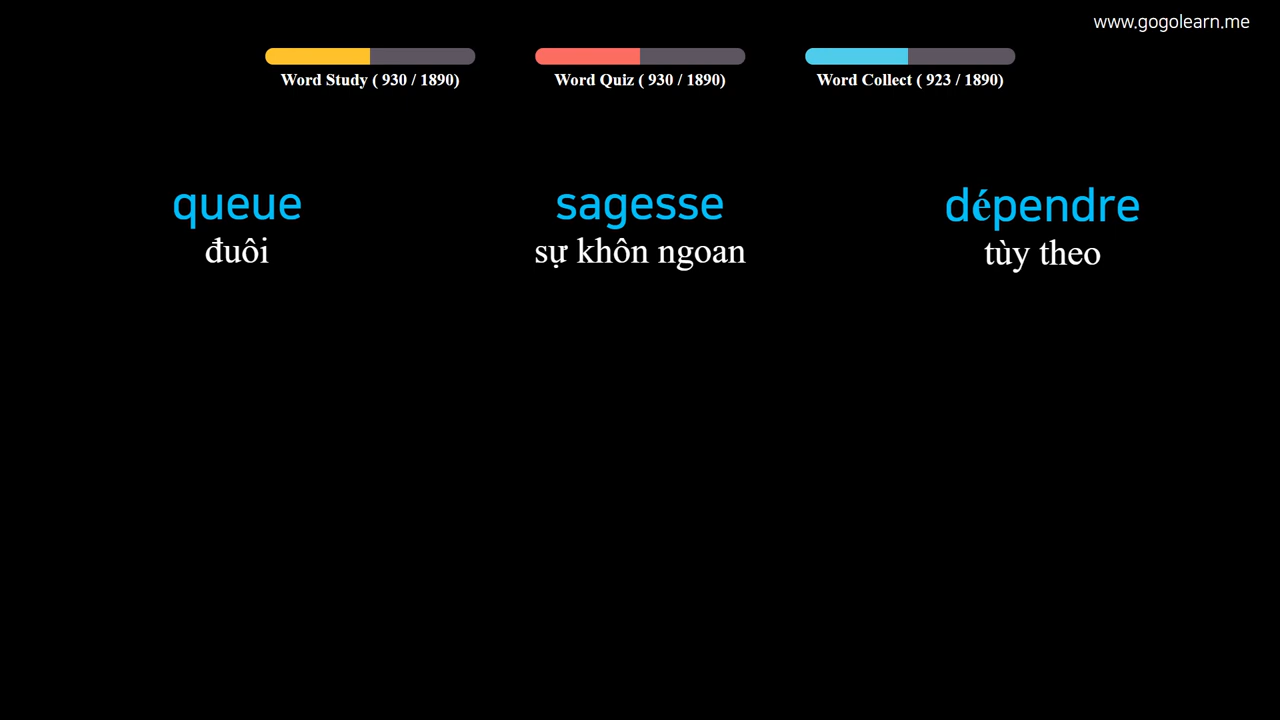 www.gogolearn.me
Word Study ( 930 / 1890)
Word Quiz ( 930 / 1890)
Word Collect ( 923 / 1890)
queue
đuôi
sagesse
sự khôn ngoan
dépendre
tùy theo